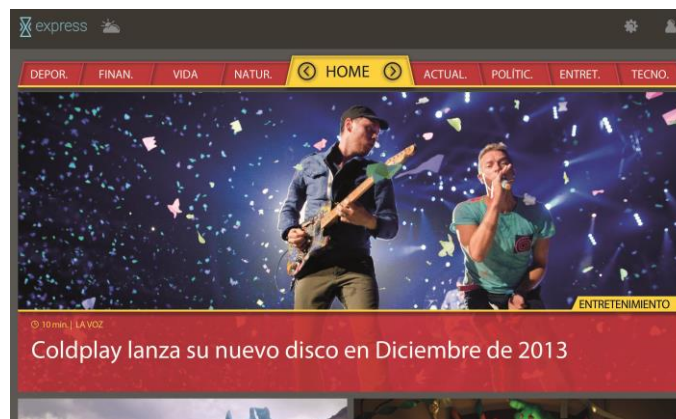 express
DEPOR. FINAN. VIDA NATUR. HOME ACTUAL. POLÍTIC. ENTRET. TECNO.
ENTRETENIMIENTO
10 min. | LA VOZ
Coldplay lanza su nuevo disco en Diciembre de 2013